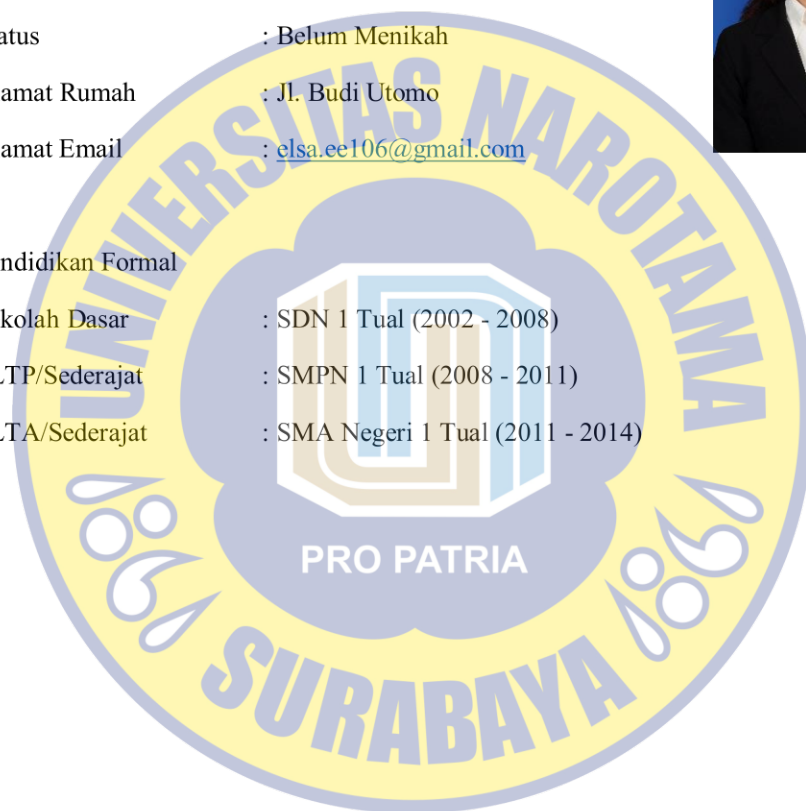 atus : Belum Menikah
amat Rumah : Jl. Budi Utomo
amat Email : elsa.ee106@gmail.com
ndidikan Formal
kolah Dasar : SDN 1 Tual (2002 - 2008)
LTP/Sederajat : SMPN 1 Tual (2008 - 2011)
LTA/Sederajat : SMA Negeri 1 Tual (2011 - 2014)
UNIVERSITAS NAROTAMA
PRO PATRIA
SURABAYA